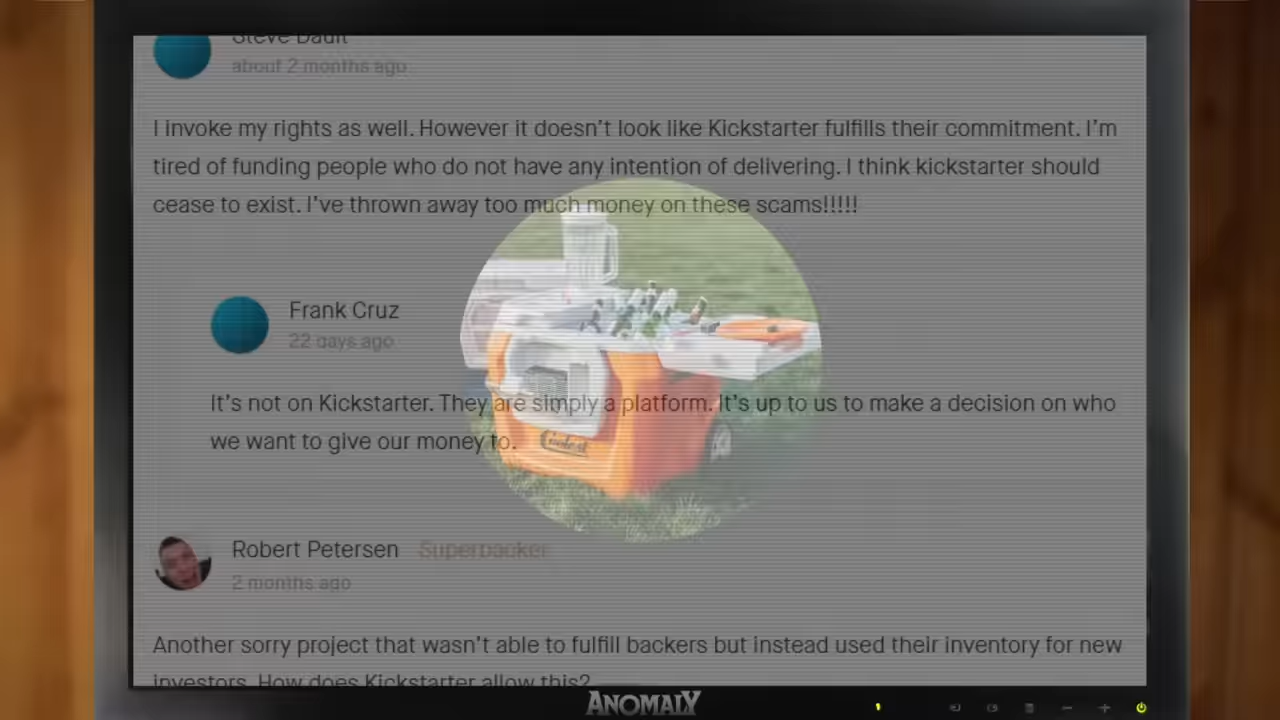 Steve Dault
about 2 months ago
I invoke my rights as well. However it doesn't look like Kickstarter fulfills their commitment. I'm
tired of funding people who do not have any intention of delivering. I think kickstarter should
cease to exist. I've thrown away too much money on these scams!!!!!
Frank Cruz
22 days ago
It's not on Kickstarter. They are simply a platform. It's up to us to make a decision on who
we want to give our money to.
Coolest
Robert Petersen Superbacker
2 months ago
Another sorry project that wasn't able to fulfill backers but instead used their inventory for new
investors. How does Kickstarter allow this?
ANOMALY